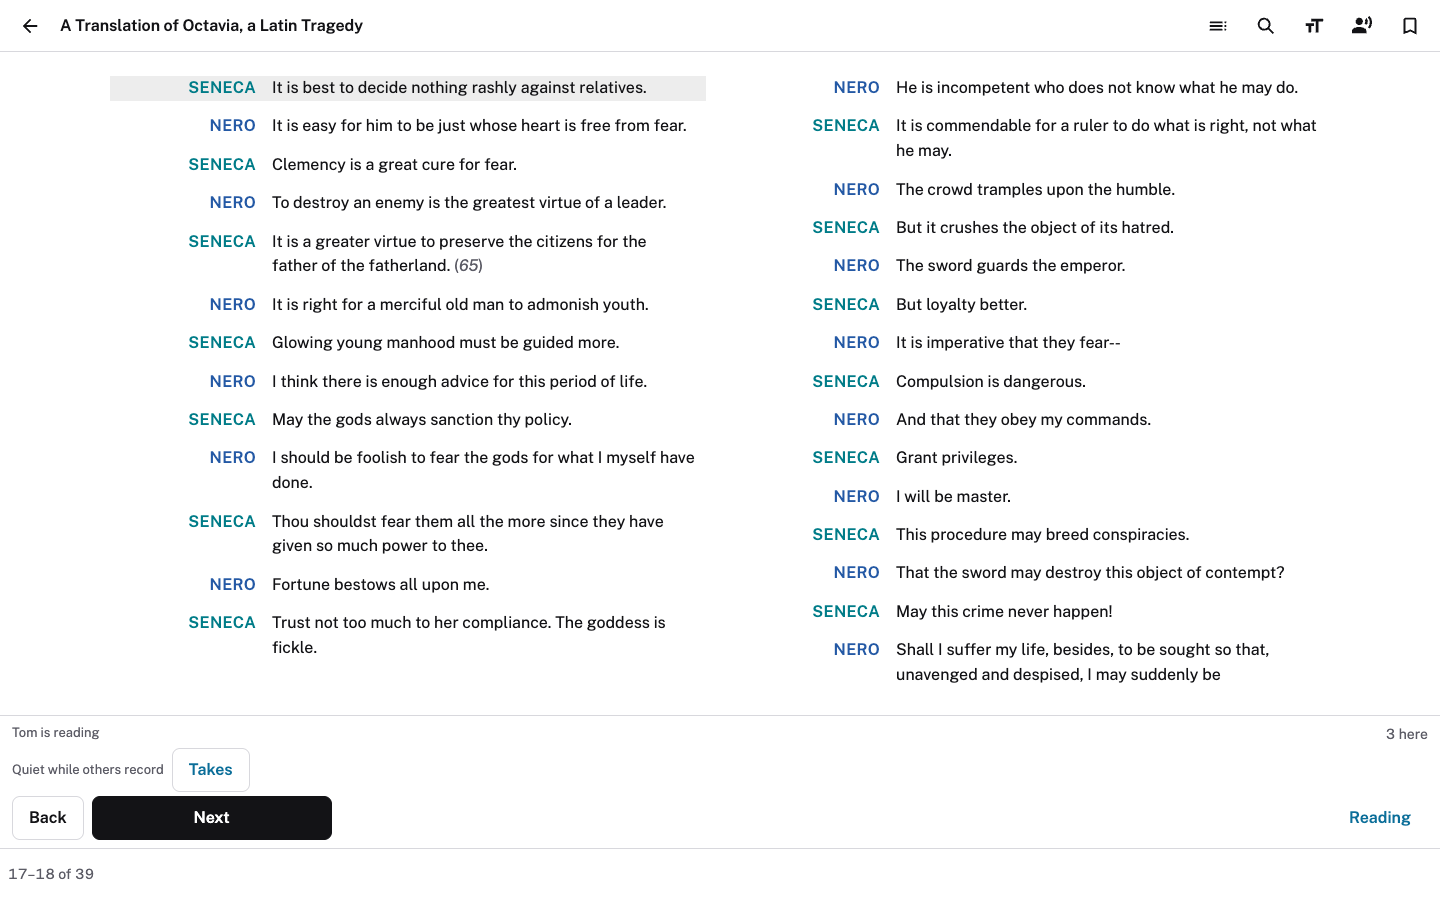 A Translation of Octavia, a Latin Tragedy
SENECA It is best to decide nothing rashly against relatives.
NERO It is easy for him to be just whose heart is free from fear.
SENECA Clemency is a great cure for fear.
NERO To destroy an enemy is the greatest virtue of a leader.
SENECA It is a greater virtue to preserve the citizens for the
father of the fatherland. (65)
NERO It is right for a merciful old man to admonish youth.
SENECA Glowing young manhood must be guided more.
NERO I think there is enough advice for this period of life.
SENECA May the gods always sanction thy policy.
NERO I should be foolish to fear the gods for what I myself have
done.
SENECA Thou shouldst fear them all the more since they have
given so much power to thee.
NERO Fortune bestows all upon me.
SENECA Trust not too much to her compliance. The goddess is
fickle.
NERO He is incompetent who does not know what he may do.
SENECA It is commendable for a ruler to do what is right, not what
he may.
NERO The crowd tramples upon the humble.
SENECA But it crushes the object of its hatred.
NERO The sword guards the emperor.
SENECA But loyalty better.
NERO It is imperative that they fear--
SENECA Compulsion is dangerous.
NERO And that they obey my commands.
SENECA Grant privileges.
NERO I will be master.
SENECA This procedure may breed conspiracies.
NERO That the sword may destroy this object of contempt?
SENECA May this crime never happen!
NERO Shall I suffer my life, besides, to be sought so that,
unavenged and despised, I may suddenly be
Tom is reading
3 here
Quiet while others record Takes
Back Next
Reading
17–18 of 39